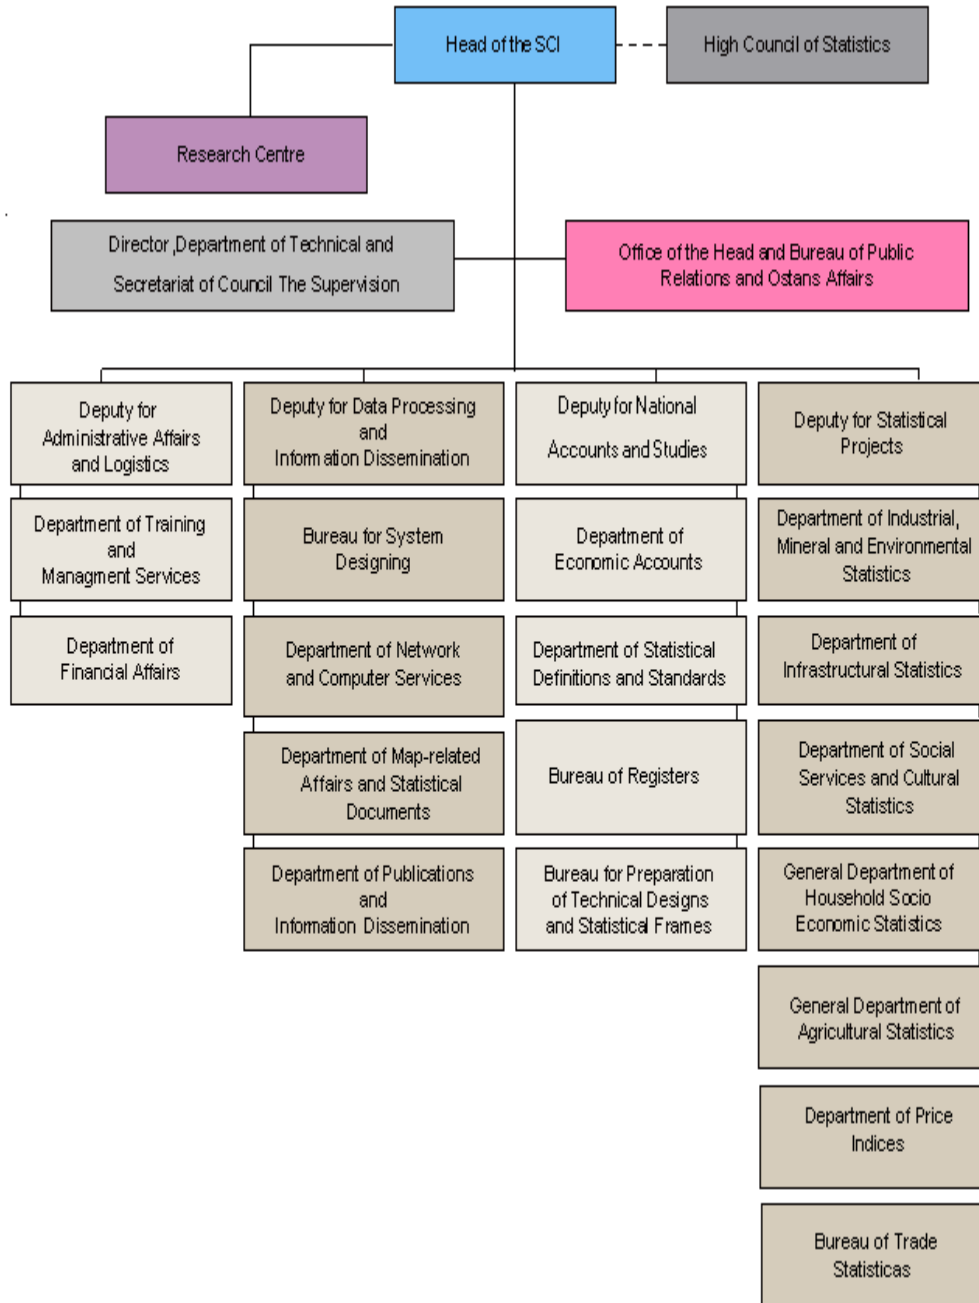 Head of the SCI
High Council of Statistics
Research Centre
Director ,Department of Technical and
Secretariat of Council The Supervision
Office of the Head and Bureau of Public
Relations and Ostans Affairs
Deputy for
Administrative Affairs
and Logistics
Department of Training
and
Managment Services
Department of
Financial Affairs
Deputy for Data Processing
and
Information Dissemination
Bureau for System
Designing
Department of Network
and Computer Services
Department of Map-related
Affairs and Statistical
Documents
Department of Publications
and
Information Dissemination
Deputy for National
Accounts and Studies
Department of
Economic Accounts
Department of Statistical
Definitions and Standards
Bureau of Registers
Bureau for Preparation
of Technical Designs
and Statistical Frames
Deputy for Statistical
Projects
Department of Industrial,
Mineral and Environmental
Statistics
Department of
Infrastructural Statistics
Department of Social
Services and Cultural
Statistics
General Department of
Household Socio
Economic Statistics
General Department of
Agricultural Statistics
Department of Price
Indices
Bureau of Trade
Statisticas